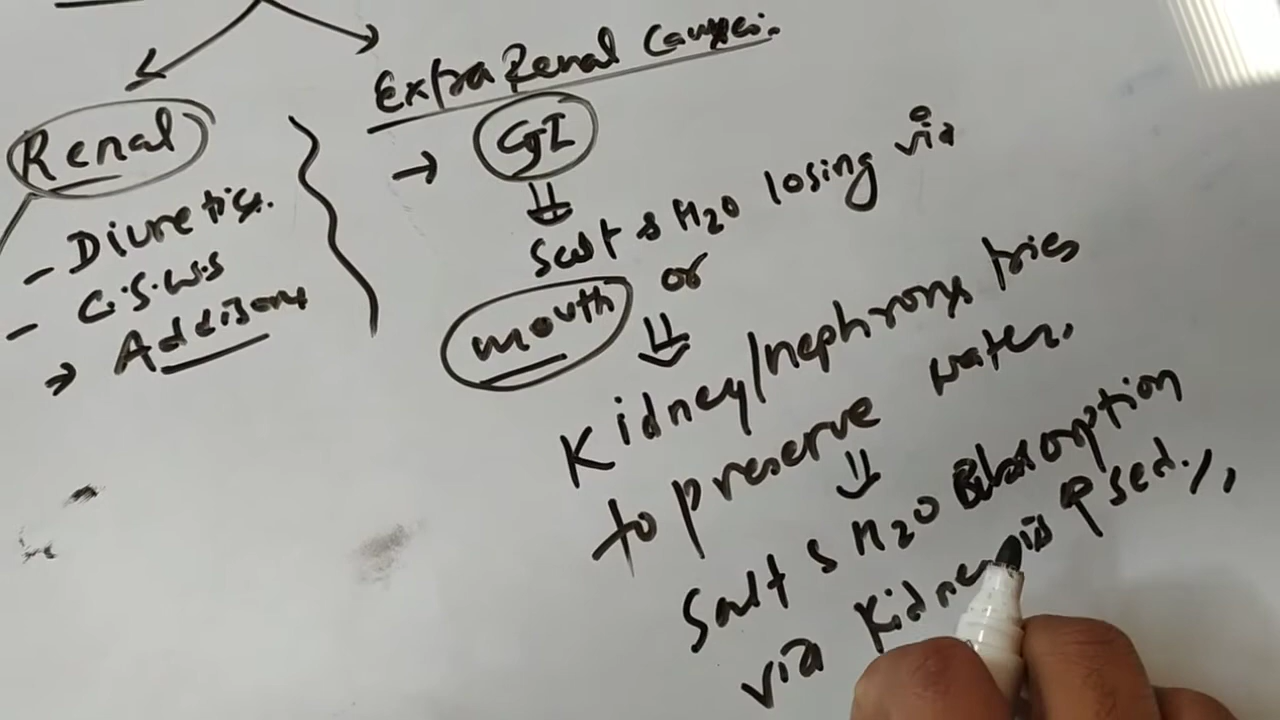 Extra Renal Causes:
Renal
- Diuretics.
- C.S.W.S
→ Addisons
→ GI
⇓
Salt & H2O losing via
mouth or
⇓
Kidney/nephrons tries
to preserve water.
⇓
Salt & H2O absorption
via Kidney is ↑sed.//